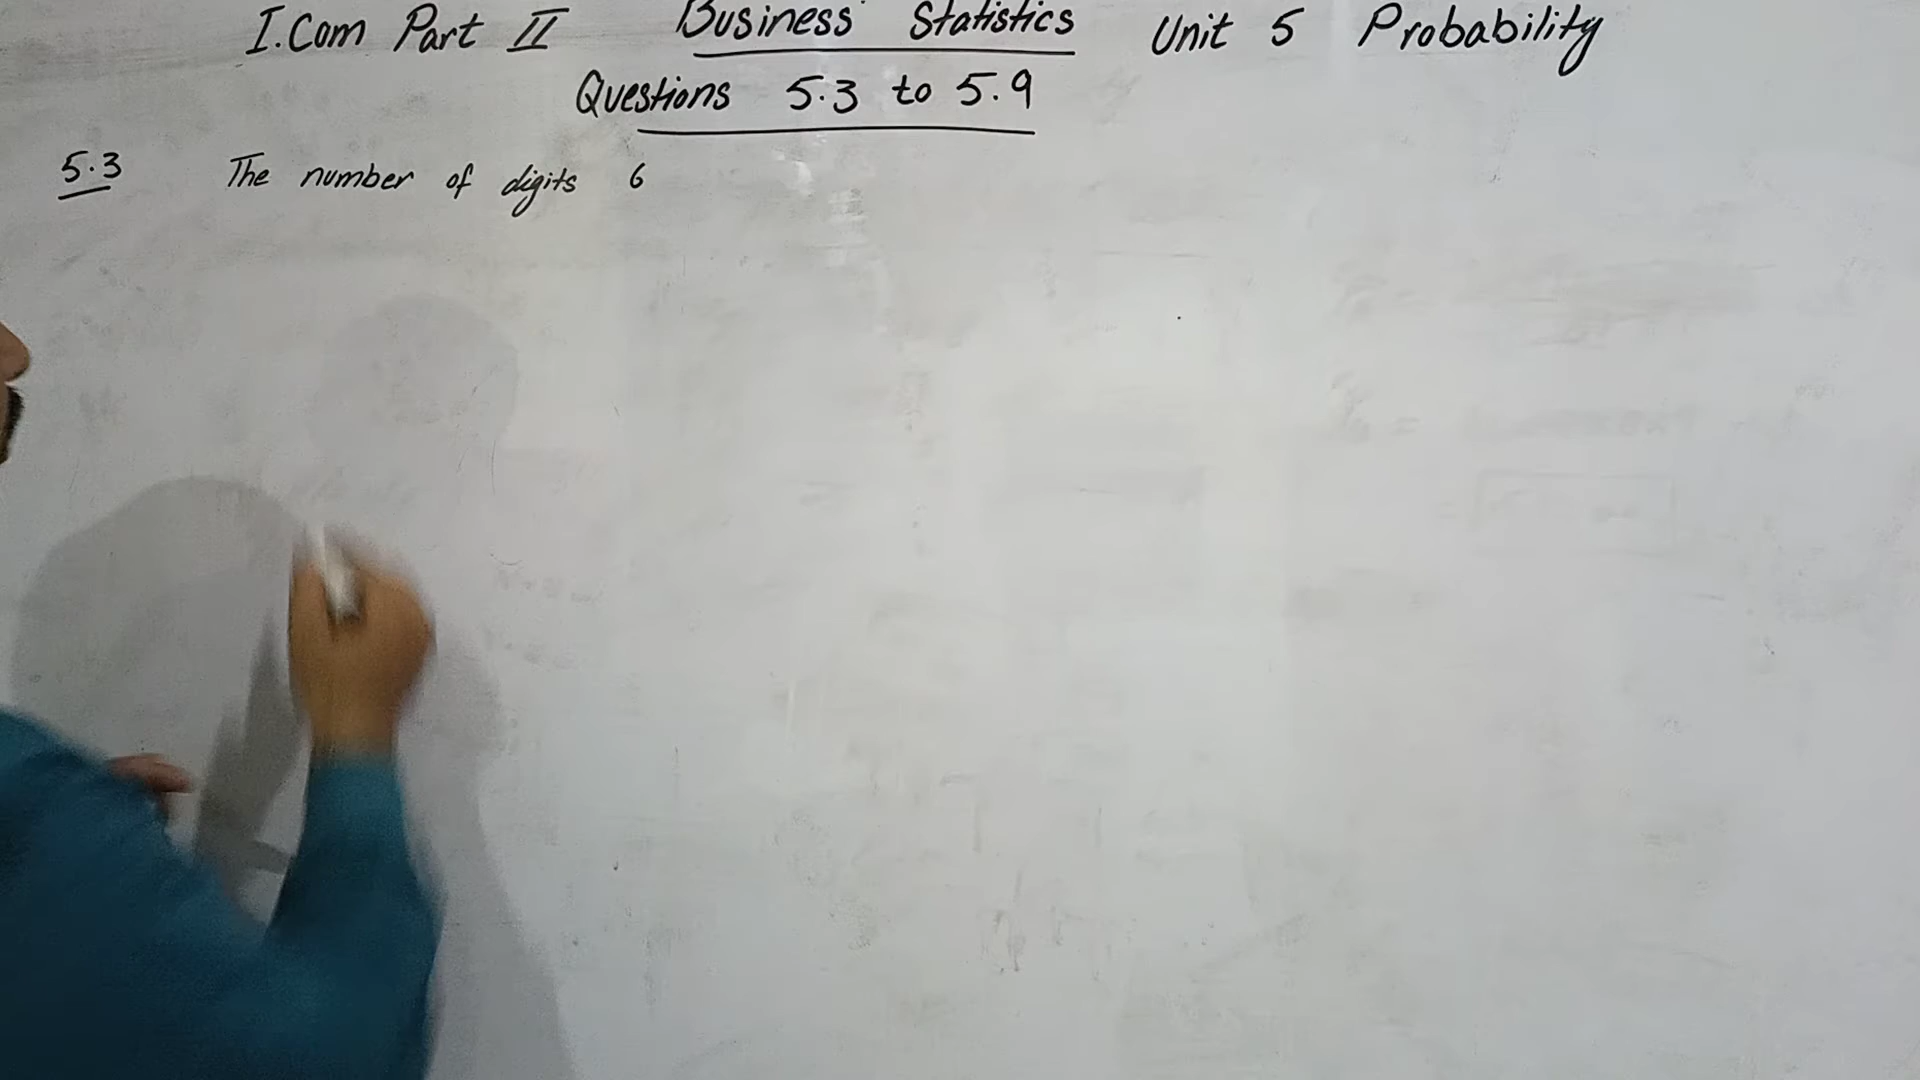 I.Com Part II Business Statistics Unit 5 Probability
Questions 5.3 to 5.9
5.3 The number of digits 6